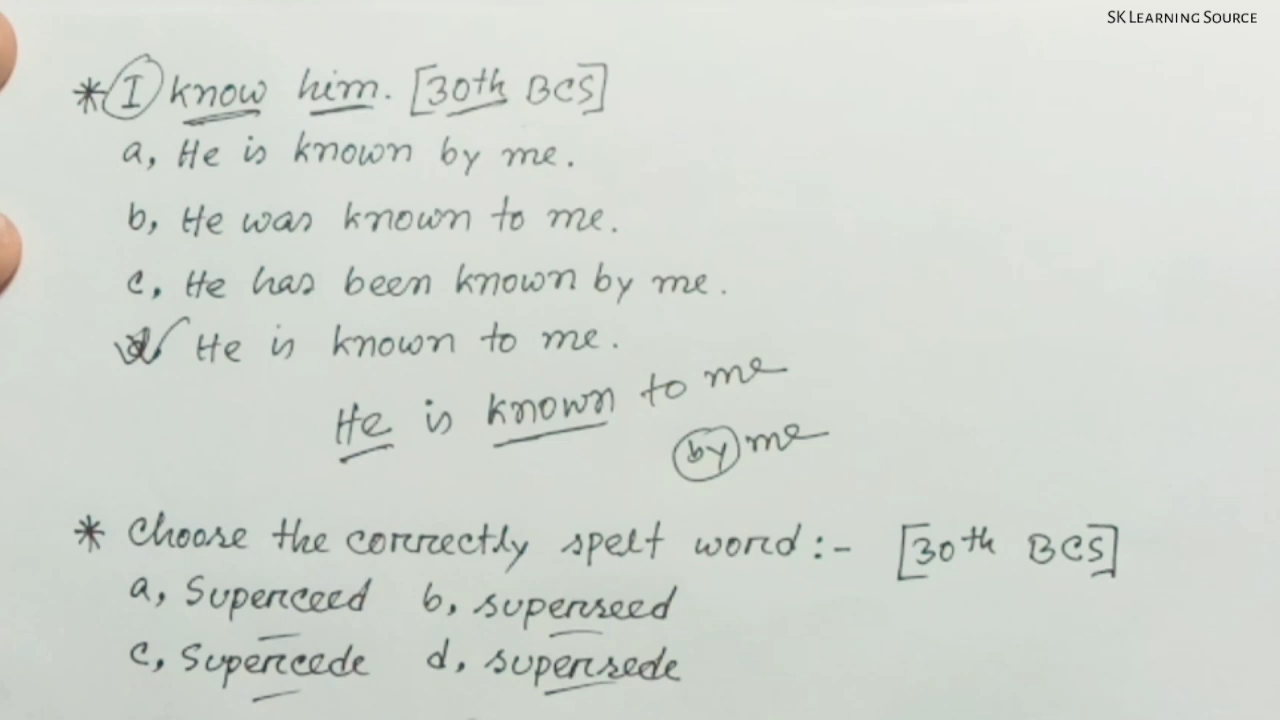 SK LEARNING SOURCE
* I know him. [30th BCS]
a, He is known by me.
b, He was known to me.
c, He has been known by me.
d He is known to me.
He is known to me
by me
* Choose the correctly spelt word:- [30th BCS]
a, Superceed b, superseed
c, Supercede d, supersede